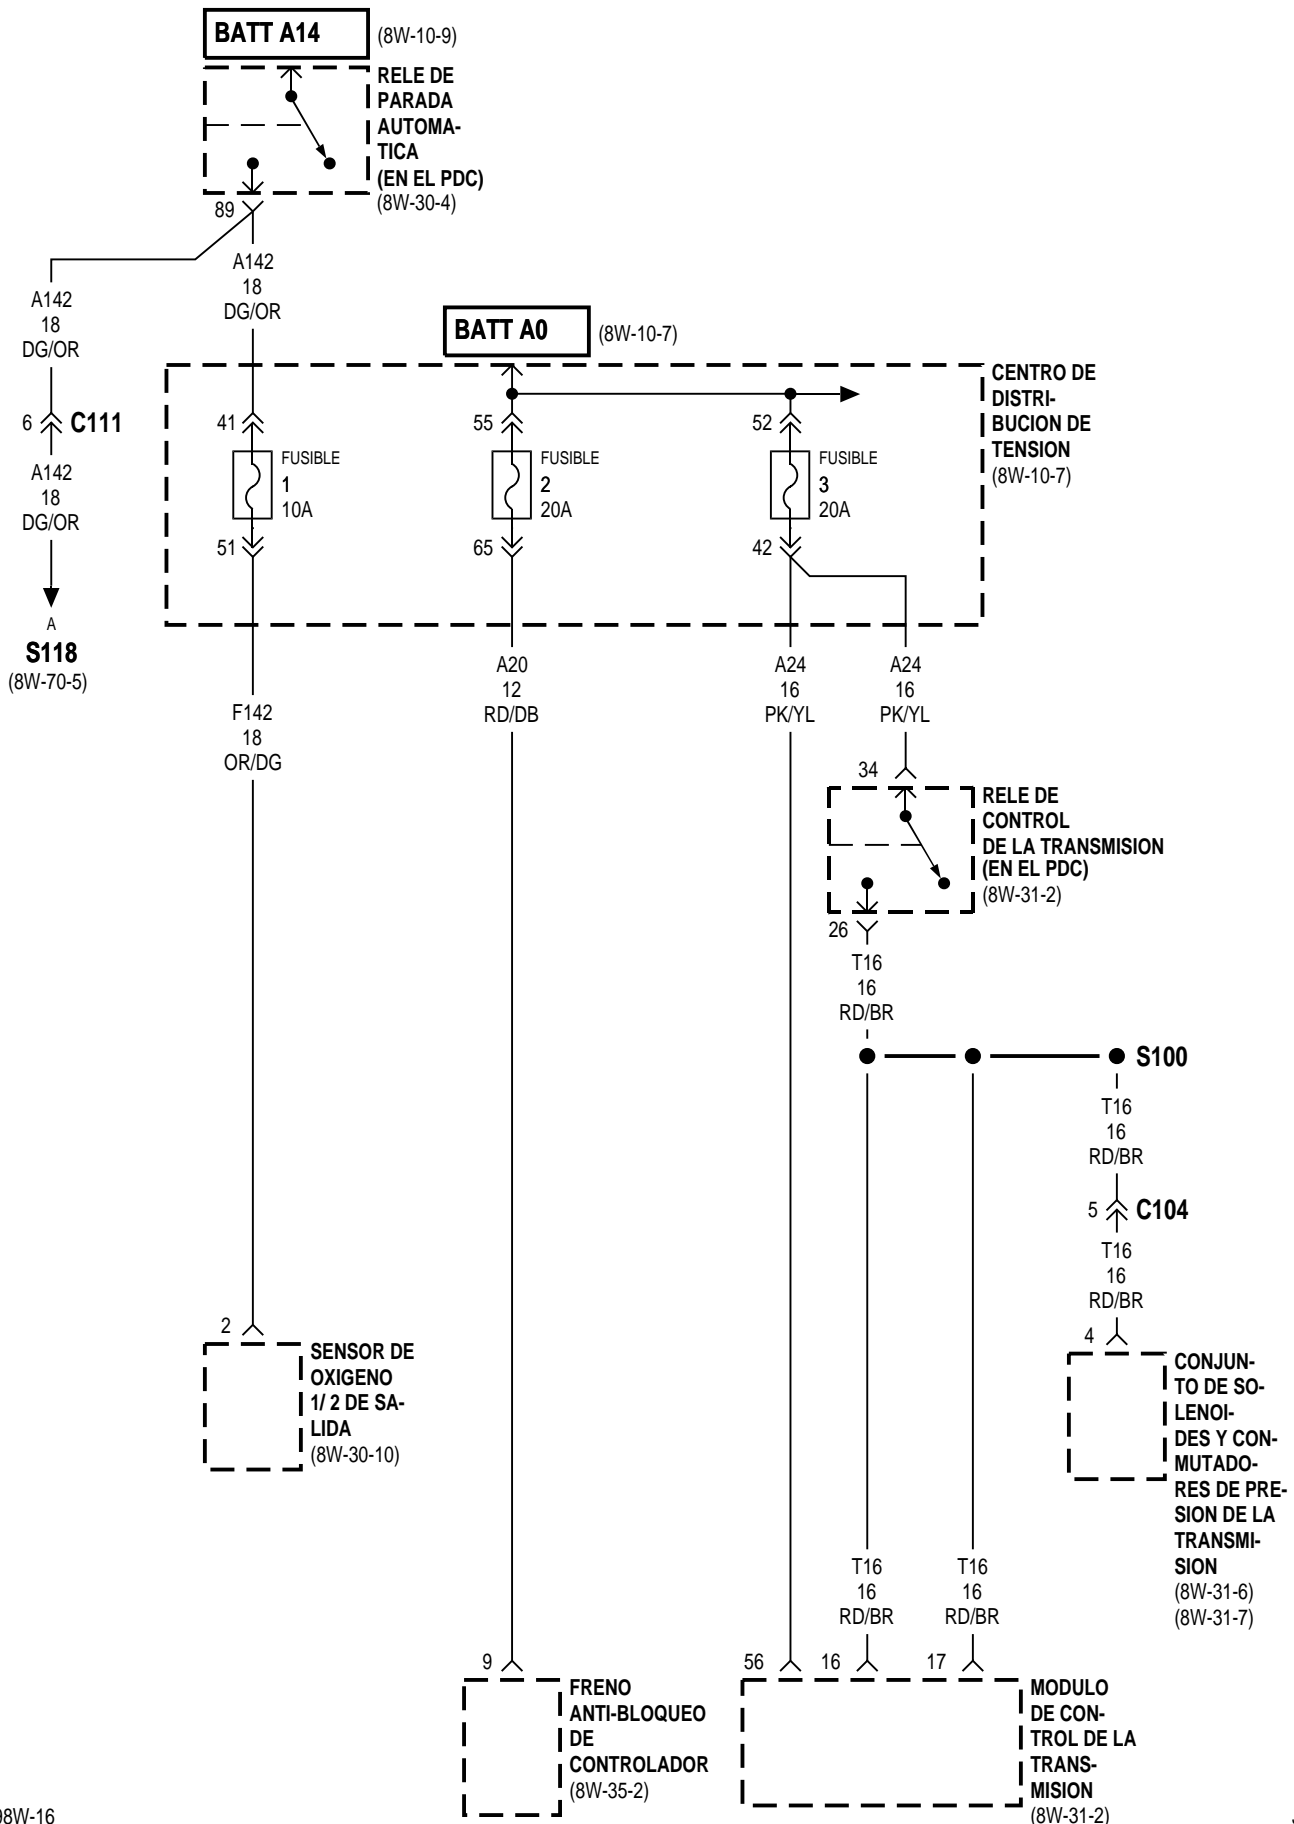 BATT A14
(8W-10-9)
RELE DE
PARADA
AUTOMA-
TICA
(EN EL PDC)
(8W-30-4)
89
A142
18
DG/OR
A142
18
DG/OR
6
C111
A142
18
DG/OR
A
S118
(8W-70-5)
BATT A0
(8W-10-7)
CENTRO DE
DISTRI-
BUCION DE
TENSION
(8W-10-7)
41
FUSIBLE
1
10A
51
55
FUSIBLE
2
20A
65
52
FUSIBLE
3
20A
42
F142
18
OR/DG
A20
12
RD/DB
A24
16
PK/YL
A24
16
PK/YL
34
RELE DE
CONTROL
DE LA TRANSMISION
(EN EL PDC)
(8W-31-2)
26
T16
16
RD/BR
S100
T16
16
RD/BR
5
C104
T16
16
RD/BR
4
CONJUN-
TO DE SO-
LENOI-
DES Y CON-
MUTADO-
RES DE PRE-
SION DE LA
TRANSMI-
SION
(8W-31-6)
(8W-31-7)
2
SENSOR DE
OXIGENO
1/ 2 DE SA-
LIDA
(8W-30-10)
T16
16
RD/BR
T16
16
RD/BR
9
FRENO
ANTI-BLOQUEO
DE
CONTROLADOR
(8W-35-2)
56
16
17
MODULO
DE CON-
TROL DE LA
TRANS-
MISION
(8W-31-2)
98W-16